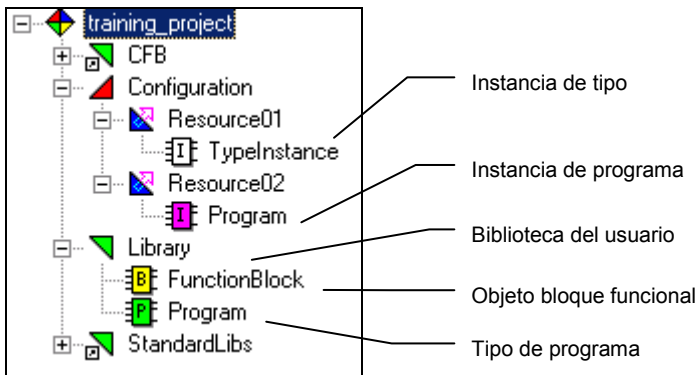 training_project
CFB
Configuration
Resource01
I TypeInstance
Resource02
I Program
Library
B FunctionBlock
P Program
StandardLibs
Instancia de tipo
Instancia de programa
Biblioteca del usuario
Objeto bloque funcional
Tipo de programa